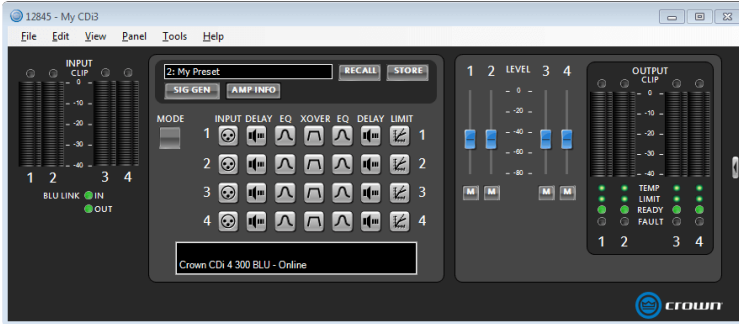 12845 - My CDi3
File Edit View Panel Tools Help
INPUT
CLIP
0
-10
-20
-30
-40
1 2 3 4
BLU LINK IN
OUT
2: My Preset RECALL STORE
SIG GEN AMP INFO
MODE INPUT DELAY EQ XOVER EQ DELAY LIMIT
1 1
2 2
3 3
4 4
Crown CDi 4 300 BLU - Online
1 2 LEVEL 3 4
0
-20
-40
-60
-80
M M M M
OUTPUT
CLIP
0
-10
-20
-30
-40
TEMP
LIMIT
READY
FAULT
1 2 3 4
crown